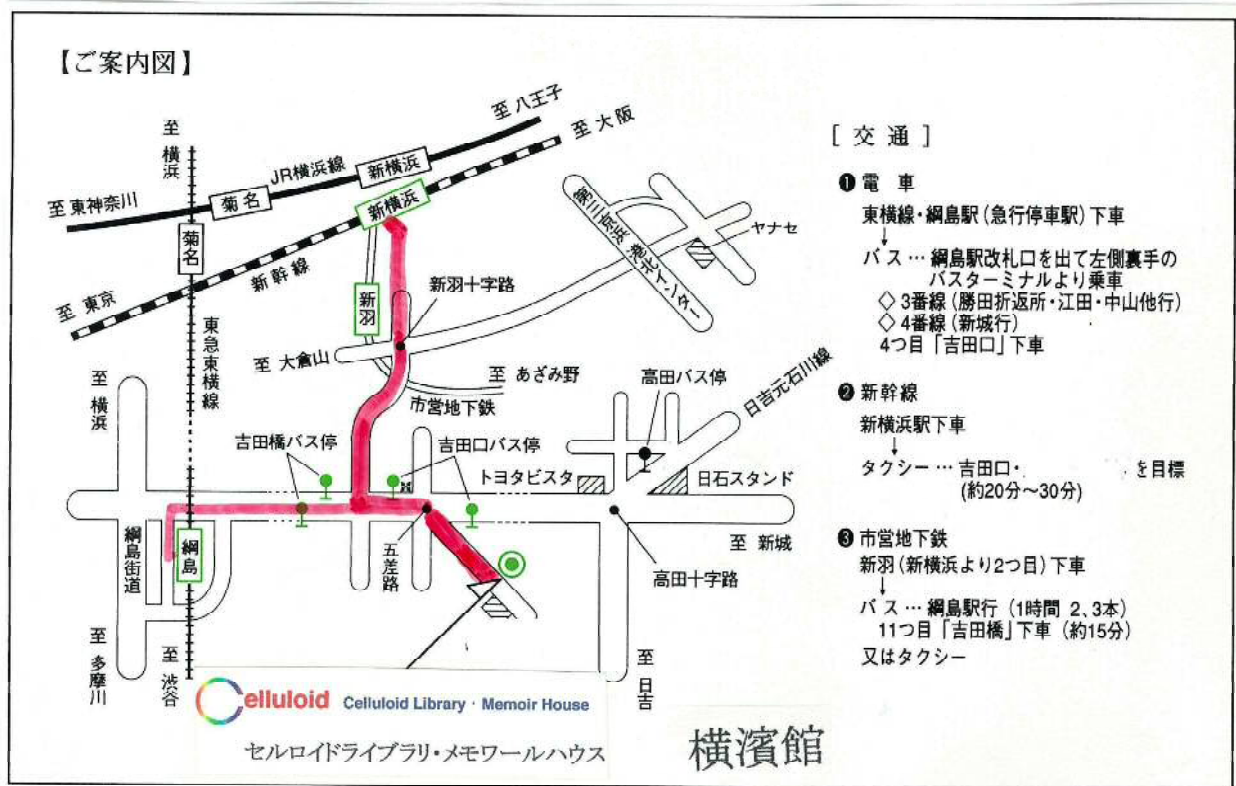 【ご案内図】
至 横浜
至 八王子
至 大阪
JR横浜線
新横浜
至 東神奈川
菊名
新横浜
菊名
新幹線
至 東京
新羽
新羽十字路
第三京浜 港北インター
ヤナセ
東急東横線
至 大倉山
至 あざみ野
市営地下鉄
至 横浜
高田バス停
日吉元石川線
吉田橋バス停
吉田口バス停
トヨタビスタ
日石スタンド
綱島街道
綱島
五差路
高田十字路
至 新城
至 多摩川
至 渋谷
至 日吉
Celluloid Celluloid Library · Memoir House
セルロイドライブラリ・メモワールハウス
横濱館
[ 交 通 ]
❶ 電 車
東横線・綱島駅(急行停車駅)下車
↓
バス … 綱島駅改札口を出て左側裏手の
バスターミナルより乗車
◇ 3番線(勝田折返所・江田・中山他行)
◇ 4番線(新城行)
4つ目「吉田口」下車
❷ 新幹線
新横浜駅下車
↓
タクシー … 吉田口・ を目標
(約20分〜30分)
❸ 市営地下鉄
新羽(新横浜より2つ目)下車
↓
バス … 綱島駅行(1時間 2、3本)
11つ目「吉田橋」下車(約15分)
又はタクシー